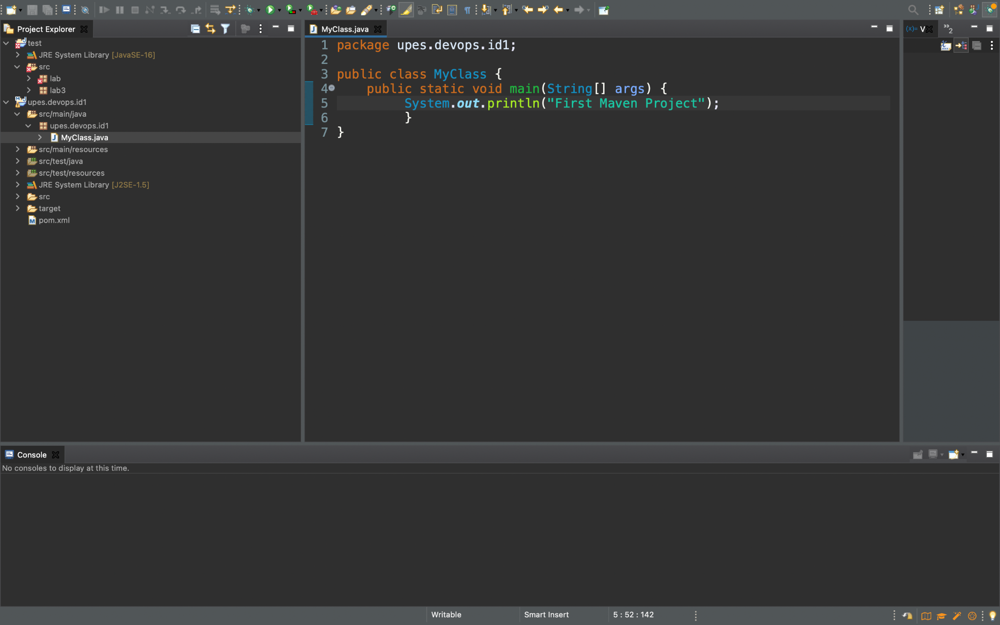 Project Explorer
test
JRE System Library [JavaSE-16]
src
lab
lab3
upes.devops.id1
src/main/java
upes.devops.id1
MyClass.java
src/main/resources
src/test/java
src/test/resources
JRE System Library [J2SE-1.5]
src
target
pom.xml
MyClass.java
1 package upes.devops.id1;
2
3 public class MyClass {
4 public static void main(String[] args) {
5 System.out.println("First Maven Project");
6 }
7 }
(x)= V
»2
Console
No consoles to display at this time.
Writable
Smart Insert
5 : 52 : 142